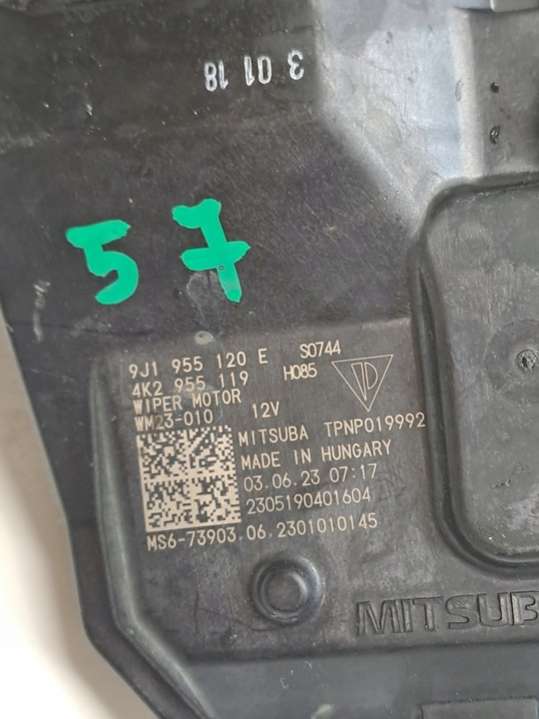 3 01 18
57
9J1 955 120 E S0744
4K2 955 119 H085
WIPER MOTOR
WM23-010 12V
MITSUBA TPNP019992
MADE IN HUNGARY
03.06.23 07:17
2305190401604
MS6-73903.06.2301010145
MITSUB